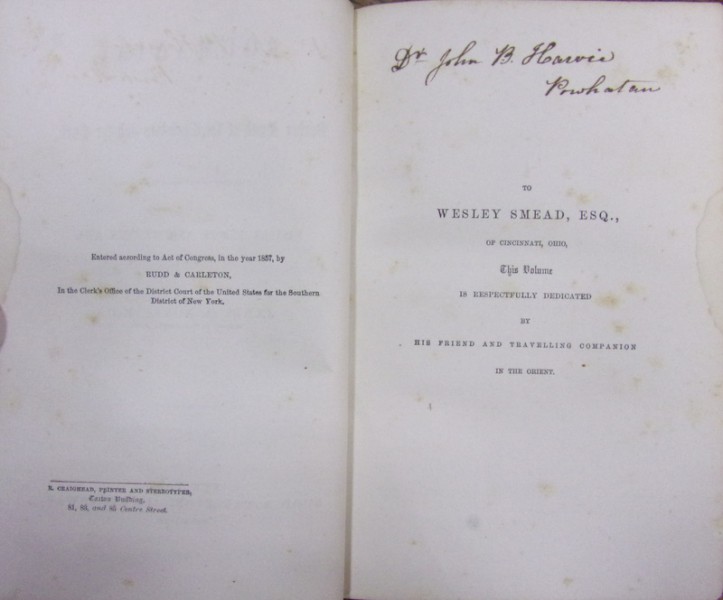 Entered according to Act of Congress, in the year 1857, by
RUDD & CARLETON,
In the Clerk's Office of the District Court of the United States for the Southern
District of New York.
R. CRAIGHEAD, PRINTER AND STEREOTYPER,
Caxton Building,
81, 83, and 85 Centre Street.
Dr John B. Harvie
Powhatan
TO
WESLEY SMEAD, ESQ.,
OF CINCINNATI, OHIO,
This Volume
IS RESPECTFULLY DEDICATED
BY
HIS FRIEND AND TRAVELLING COMPANION
IN THE ORIENT.